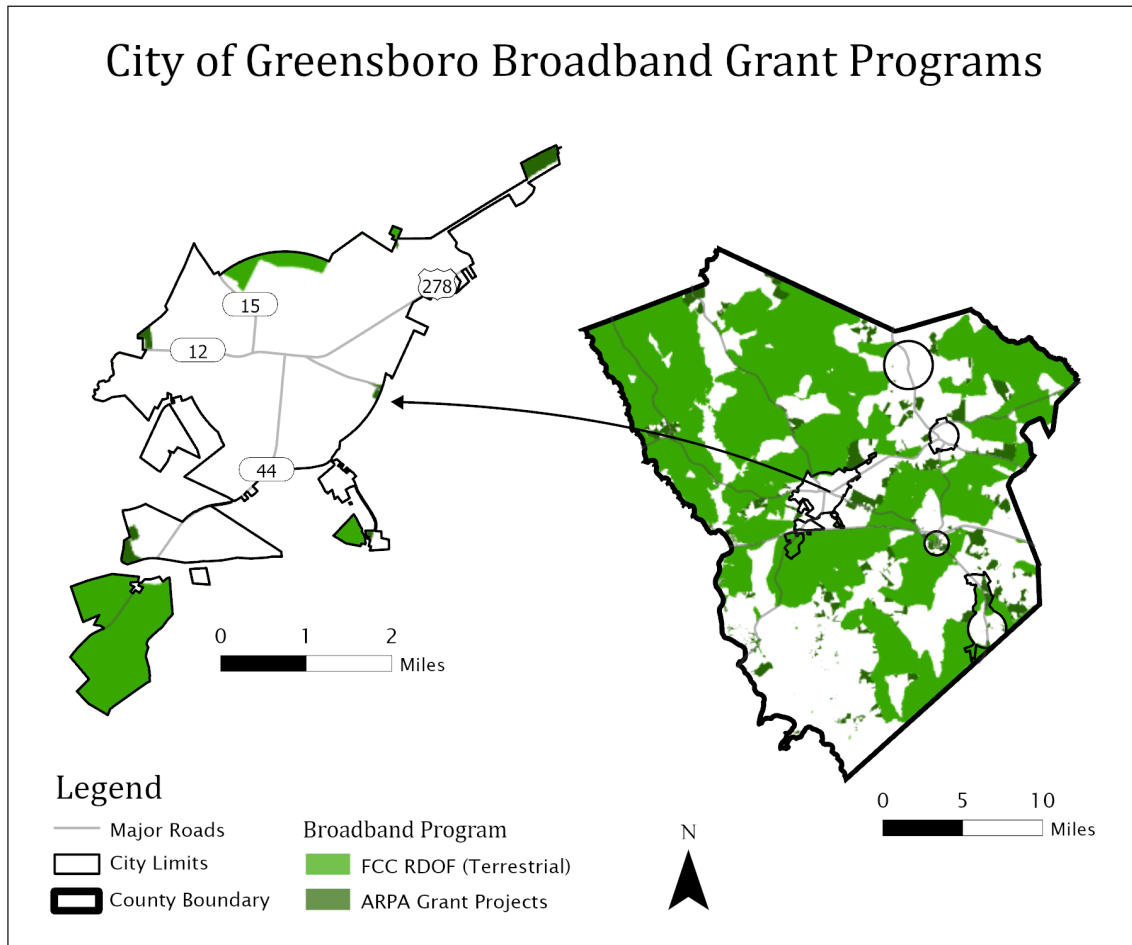 City of Greensboro Broadband Grant Programs
278
15
12
44
0 1 2
Miles
Legend
Major Roads
City Limits
County Boundary
Broadband Program
FCC RDOF (Terrestrial)
ARPA Grant Projects
N
0 5 10
Miles